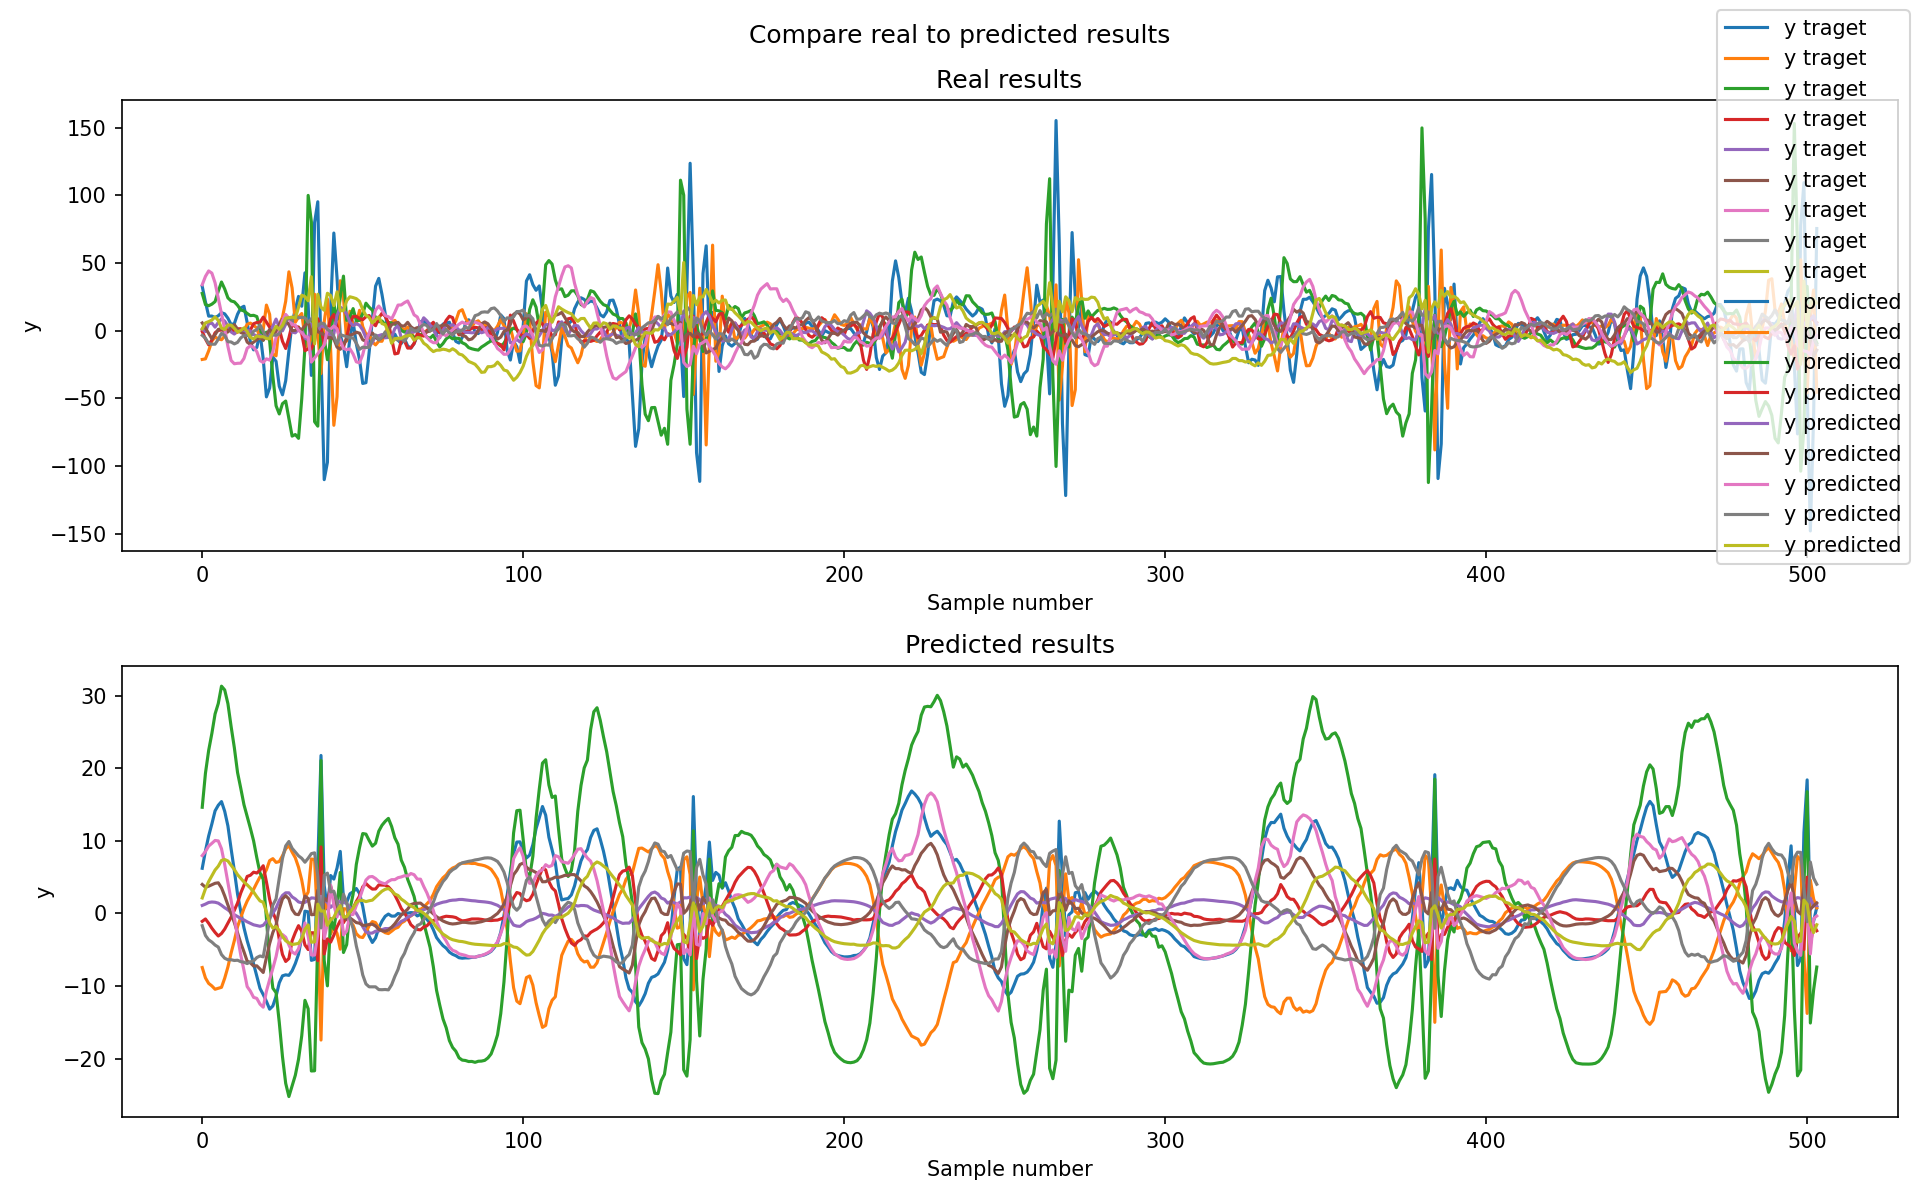 Compare real to predicted results
Real results
y traget
y traget
y traget
y traget
y traget
y traget
y traget
y traget
y traget
y predicted
y predicted
y predicted
y predicted
y predicted
y predicted
y predicted
y predicted
y predicted
150
100
50
0
−50
−100
−150
y
0 100 200 300 400 500
Sample number
Predicted results
30
20
10
0
−10
−20
y
0 100 200 300 400 500
Sample number